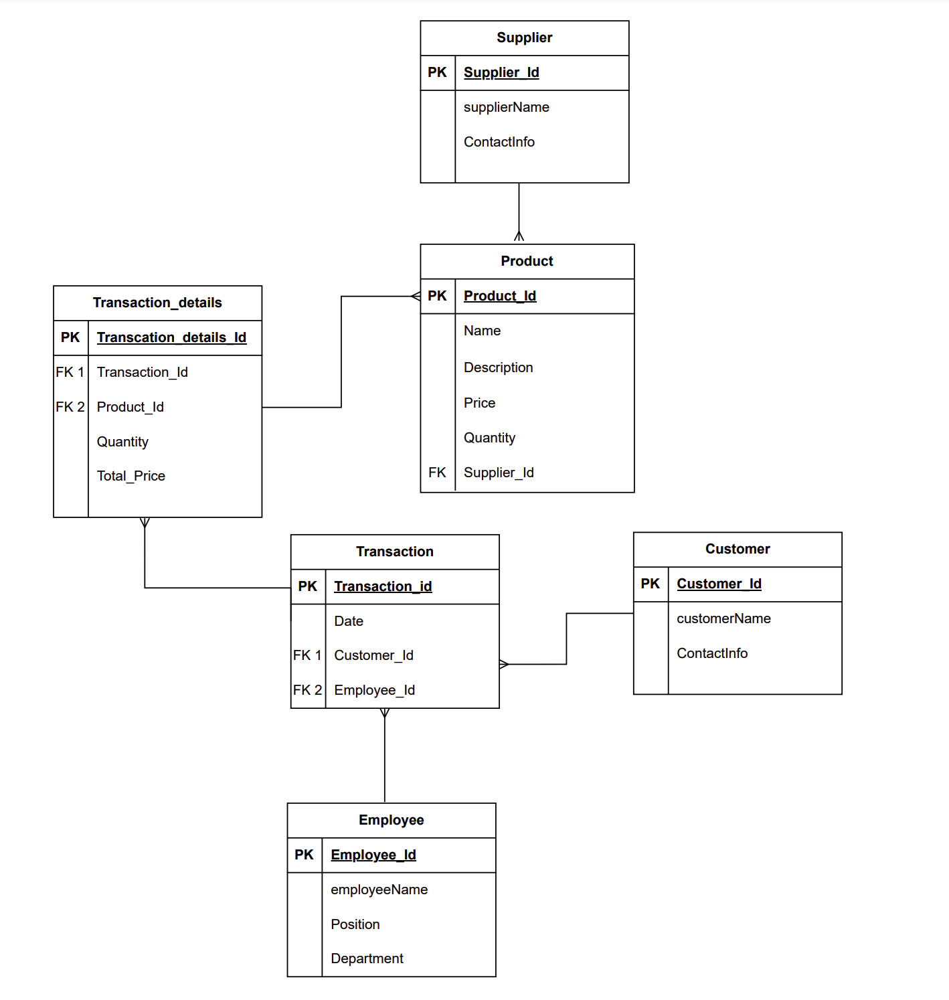 Supplier
PK Supplier_Id
supplierName
ContactInfo
Product
PK Product_Id
Name
Description
Price
Quantity
FK Supplier_Id
Transaction_details
PK Transcation_details_Id
FK 1 Transaction_Id
FK 2 Product_Id
Quantity
Total_Price
Transaction
PK Transaction_id
Date
FK 1 Customer_Id
FK 2 Employee_Id
Customer
PK Customer_Id
customerName
ContactInfo
Employee
PK Employee_Id
employeeName
Position
Department